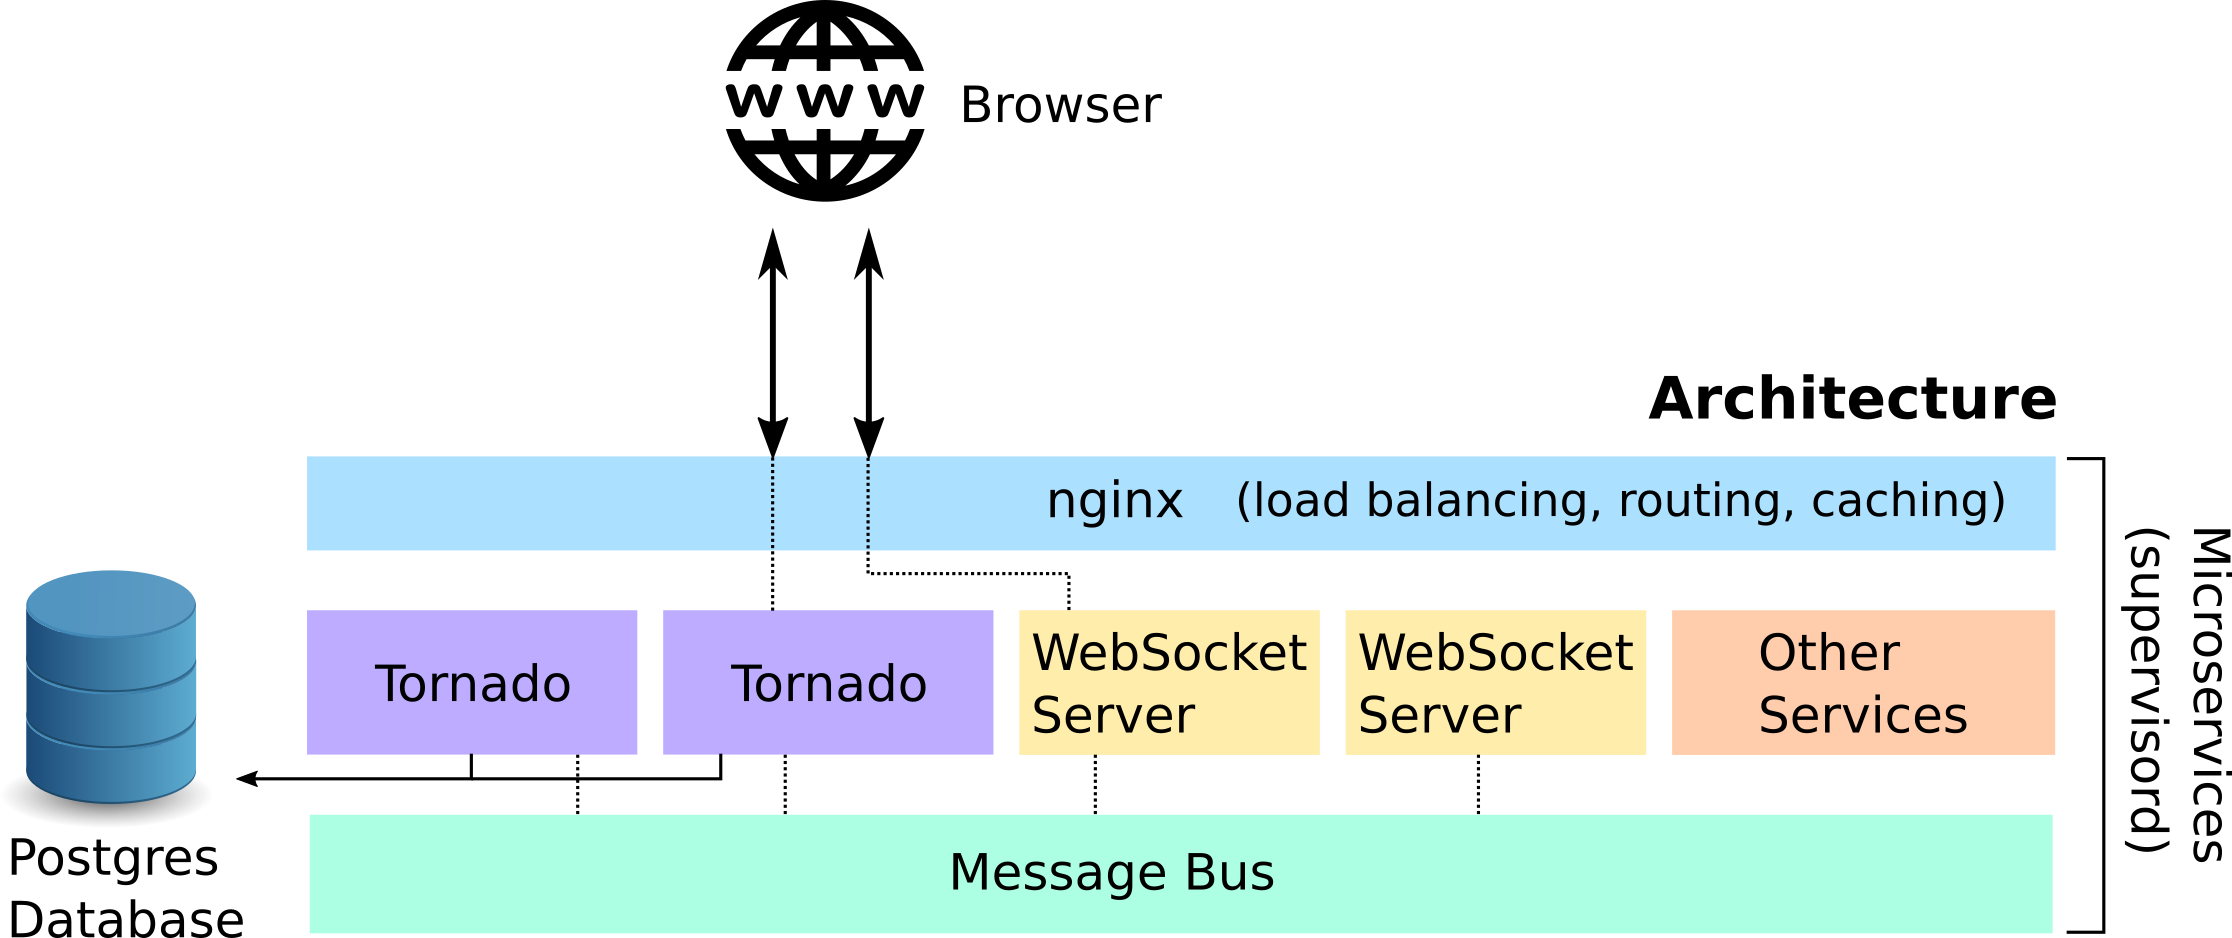 www
Browser
Architecture
nginx (load balancing, routing, caching)
Tornado
Tornado
WebSocket
Server
WebSocket
Server
Other
Services
Message Bus
Postgres
Database
Microservices
(supervisord)